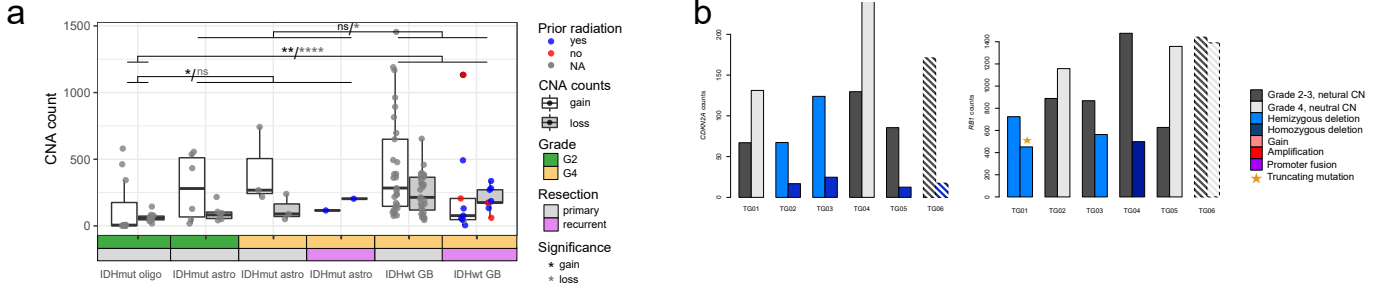 a
1500
1000
500
0
CNA count
ns/*
**/****
*/ns
IDHmut oligo
IDHmut astro
IDHmut astro
IDHmut astro
IDHwt GB
IDHwt GB
Prior radiation
yes
no
NA
CNA counts
gain
loss
Grade
G2
G4
Resection
primary
recurrent
Significance
* gain
* loss
b
200
150
100
50
0
CDKN2A counts
TG01
TG02
TG03
TG04
TG05
TG06
1400
1200
1000
800
600
400
200
0
RB1 counts
TG01
TG02
TG03
TG04
TG05
TG06
Grade 2-3, netural CN
Grade 4, neutral CN
Hemizygous deletion
Homozygous deletion
Gain
Amplification
Promoter fusion
Truncating mutation